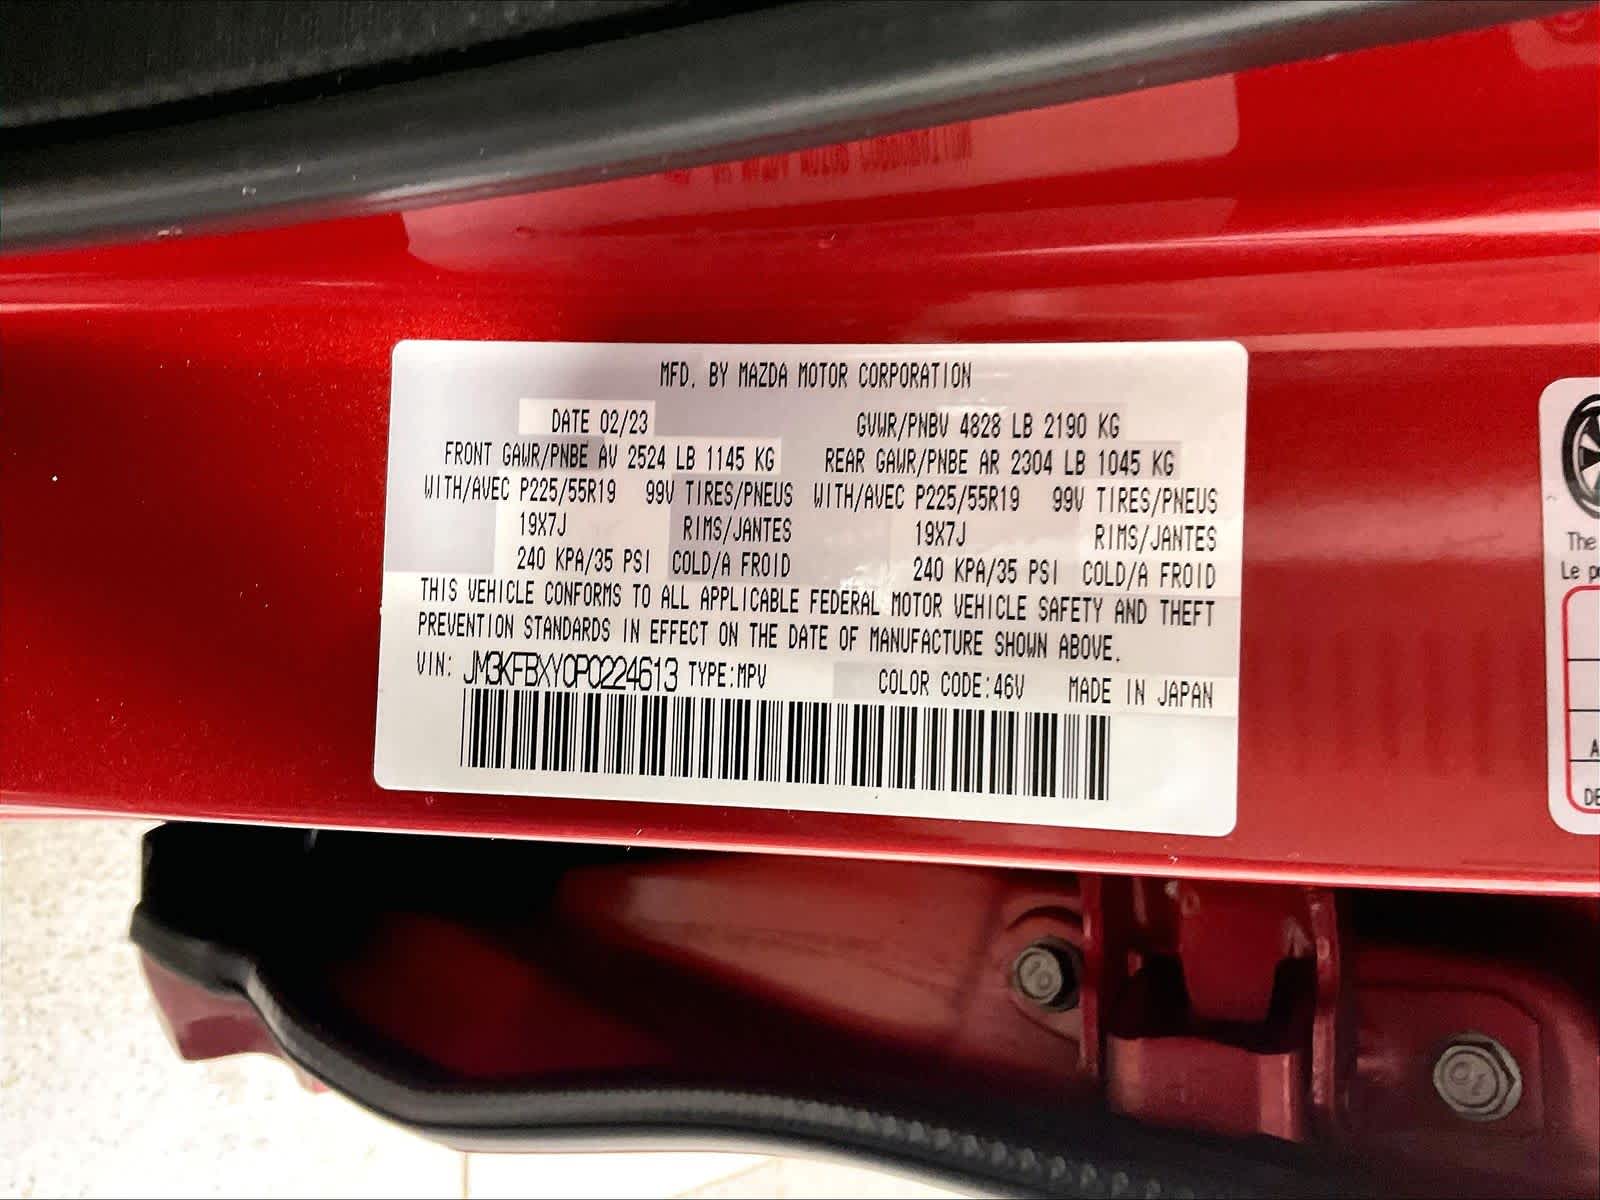 MFD. BY MAZDA MOTOR CORPORATION
DATE 02/23 GVWR/PNBV 4828 LB 2190 KG
FRONT GAWR/PNBE AV 2524 LB 1145 KG REAR GAWR/PNBE AR 2304 LB 1045 KG
WITH/AVEC P225/55R19 99V TIRES/PNEUS WITH/AVEC P225/55R19 99V TIRES/PNEUS
19X7J RIMS/JANTES 19X7J RIMS/JANTES
240 KPA/35 PSI COLD/A FROID 240 KPA/35 PSI COLD/A FROID
THIS VEHICLE CONFORMS TO ALL APPLICABLE FEDERAL MOTOR VEHICLE SAFETY AND THEFT
PREVENTION STANDARDS IN EFFECT ON THE DATE OF MANUFACTURE SHOWN ABOVE.
VIN: JM3KFBXY0P0224613 TYPE:MPV COLOR CODE:46V MADE IN JAPAN
The
Le
10
10